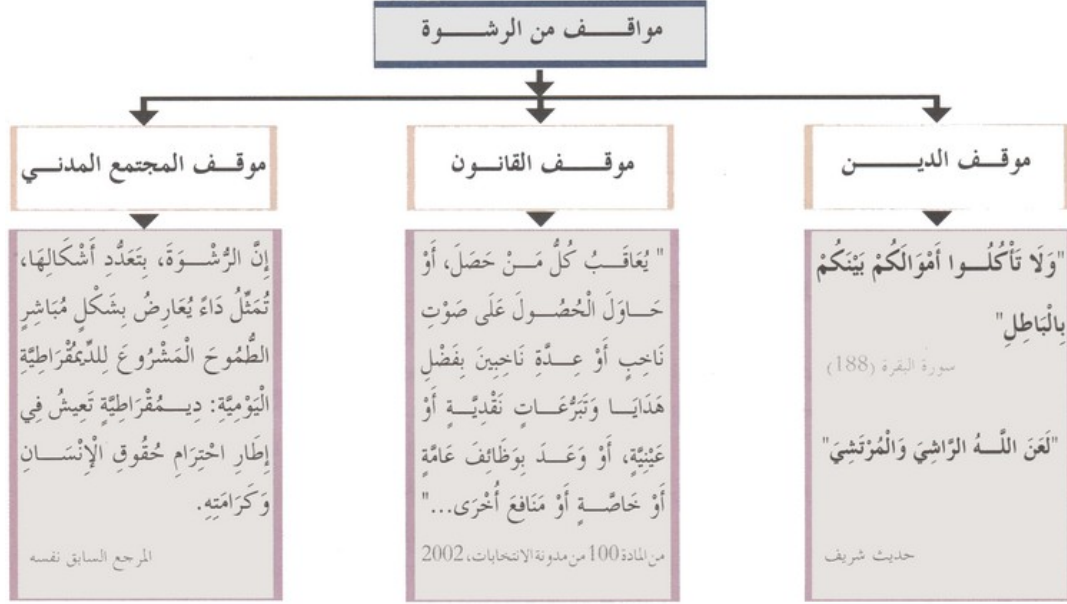 مواقف من الرشوة
موقف الدين
"وَلَا تَأْكُلُوا أَمْوَالَكُمْ بَيْنَكُمْ
بِالْبَاطِلِ"
سورة البقرة (188)
"لَعَنَ اللَّهُ الرَّاشِيَ وَالْمُرْتَشِيَ"
حديث شريف
موقف القانون
" يُعَاقَبُ كُلُّ مَنْ حَصَلَ، أَوْ
حَاوَلَ الْحُصُولَ عَلَى صَوْتِ
نَاخِبٍ أَوْ عِدَّةِ نَاخِبِينَ بِفَضْلِ
هَدَايَا وَتَبَرُّعَاتٍ نَقْدِيَّةٍ أَوْ
عَيْنِيَّةٍ، أَوْ وَعَدَ بِوَظَائِفَ عَامَّةٍ
أَوْ خَاصَّةٍ أَوْ مَنَافِعَ أُخْرَى..."
من المادة 100 من مدونة الانتخابات، 2002
موقف المجتمع المدني
إِنَّ الرُّشْوَةَ، بِتَعَدُّدِ أَشْكَالِهَا،
تُمَثِّلُ دَاءً يُعَارِضُ بِشَكْلٍ مُبَاشِرٍ
الطُّمُوحَ الْمَشْرُوعَ لِلدِّيمُقْرَاطِيَّةِ
الْيَوْمِيَّةِ: دِيمُقْرَاطِيَّةٍ تَعِيشُ فِي
إِطَارِ احْتِرَامِ حُقُوقِ الْإِنْسَانِ
وَكَرَامَتِهِ.
المرجع السابق نفسه